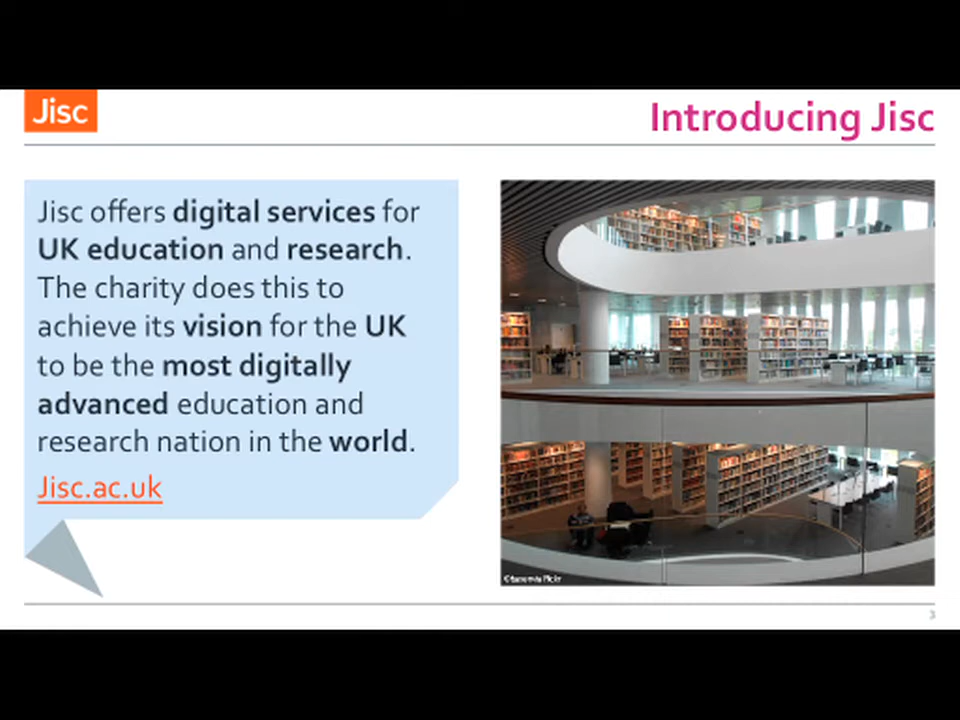 Jisc
Introducing Jisc
Jisc offers digital services for
UK education and research.
The charity does this to
achieve its vision for the UK
to be the most digitally
advanced education and
research nation in the world.
Jisc.ac.uk
3